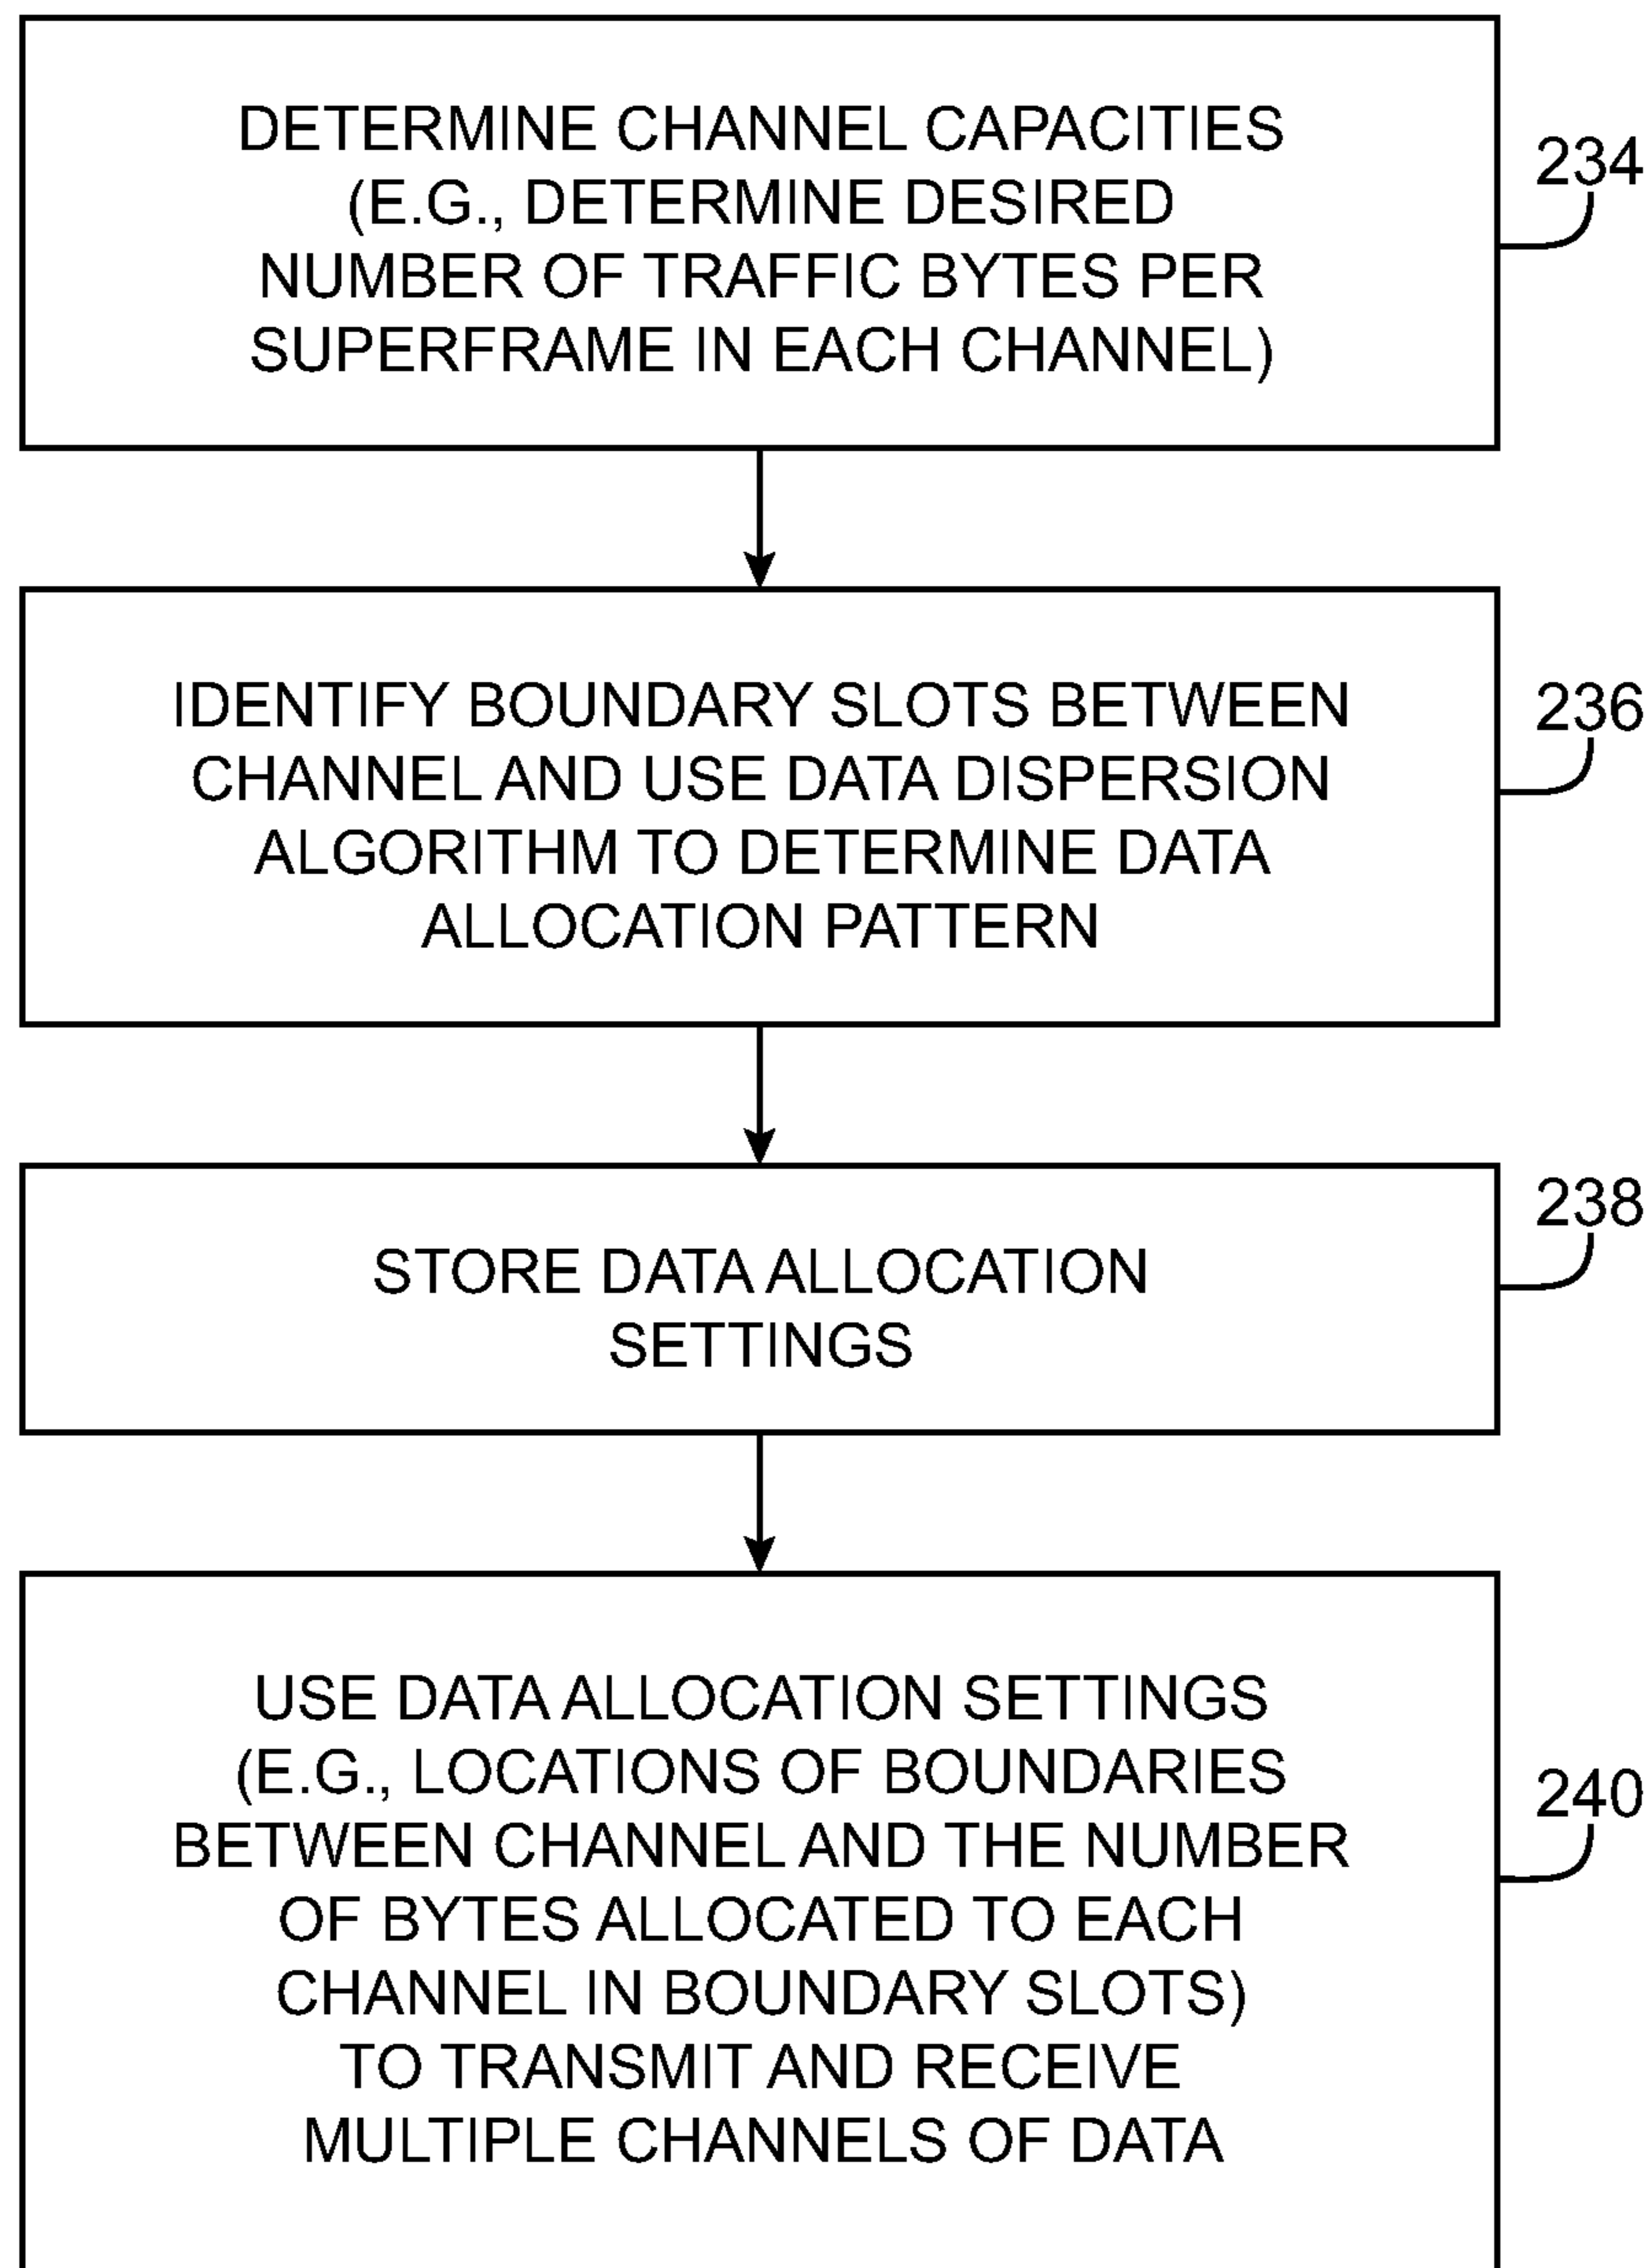 DETERMINE CHANNEL CAPACITIES
(E.G., DETERMINE DESIRED
NUMBER OF TRAFFIC BYTES PER
SUPERFRAME IN EACH CHANNEL)
234
IDENTIFY BOUNDARY SLOTS BETWEEN
CHANNEL AND USE DATA DISPERSION
ALGORITHM TO DETERMINE DATA
ALLOCATION PATTERN
236
STORE DATA ALLOCATION
SETTINGS
238
USE DATA ALLOCATION SETTINGS
(E.G., LOCATIONS OF BOUNDARIES
BETWEEN CHANNEL AND THE NUMBER
OF BYTES ALLOCATED TO EACH
CHANNEL IN BOUNDARY SLOTS)
TO TRANSMIT AND RECEIVE
MULTIPLE CHANNELS OF DATA
240